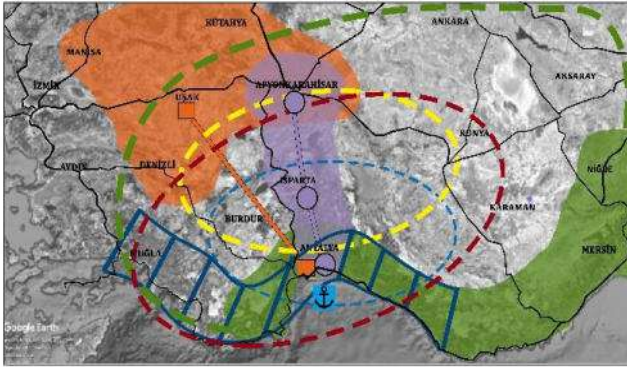 KÜTAHYA
ANKARA
MANİSA
AKSARAY
İZMİR
AFYONKARAHİSAR
UŞAK
KONYA
AYDIN
DENİZLİ
NİĞDE
ISPARTA
BURDUR
KARAMAN
ANTALYA
MUĞLA
MERSİN
Google Earth